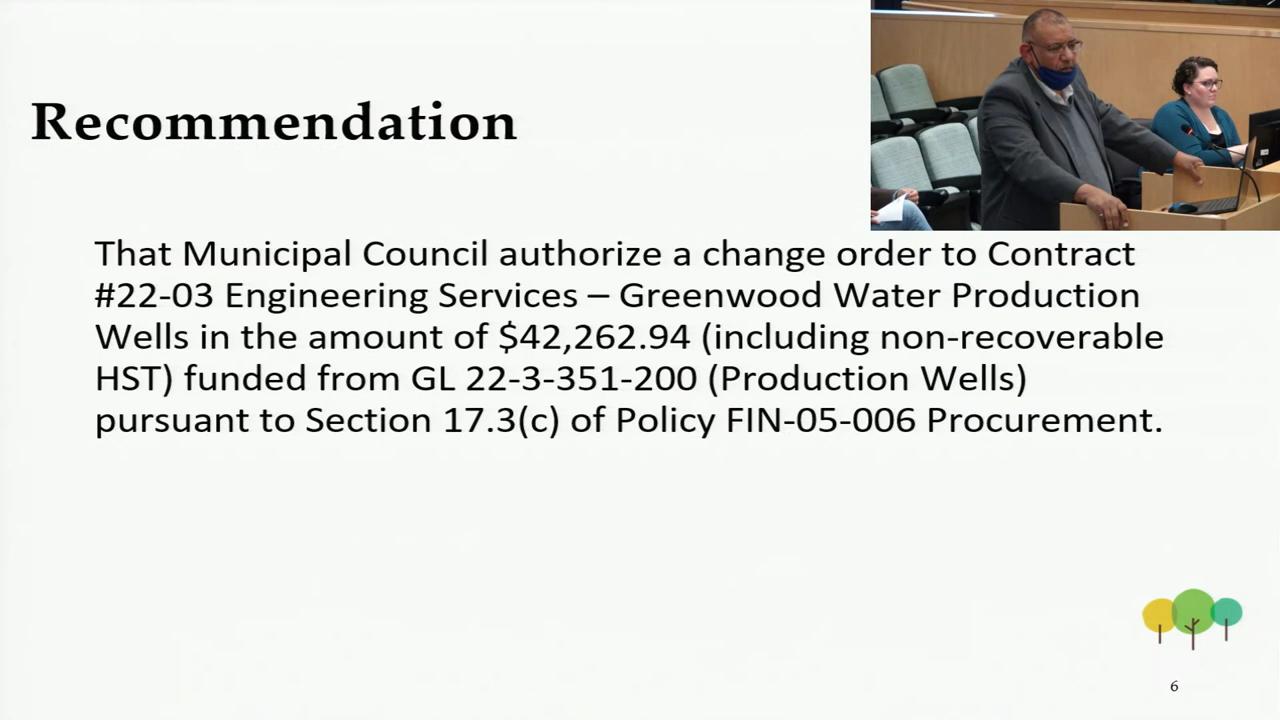 Recommendation
That Municipal Council authorize a change order to Contract
#22-03 Engineering Services – Greenwood Water Production
Wells in the amount of $42,262.94 (including non-recoverable
HST) funded from GL 22-3-351-200 (Production Wells)
pursuant to Section 17.3(c) of Policy FIN-05-006 Procurement.
6